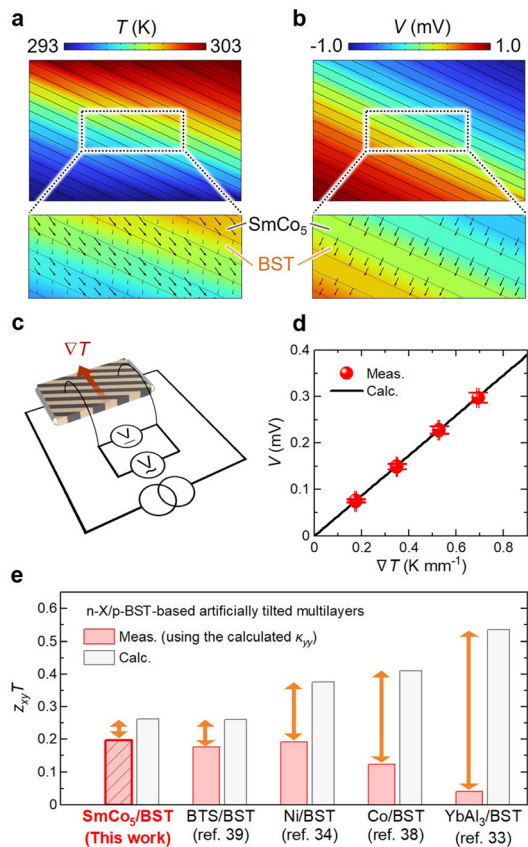 a
T (K)
293
303
b
V (mV)
-1.0
1.0
SmCo₅
BST
c
∇T
V
V
d
Meas.
Calc.
V (mV)
0.4
0.3
0.2
0.1
0
0
0.2
0.4
0.6
0.8
∇T (K mm⁻¹)
e
n-X/p-BST-based artificially tilted multilayers
Meas. (using the calculated κyy)
Calc.
zxyT
0.6
0.5
0.4
0.3
0.2
0.1
0
SmCo₅/BST
(This work)
BTS/BST
(ref. 39)
Ni/BST
(ref. 34)
Co/BST
(ref. 38)
YbAl₃/BST
(ref. 33)